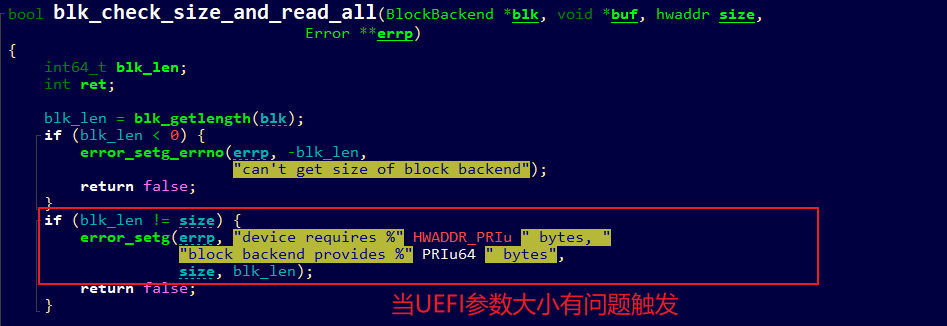 bool blk_check_size_and_read_all(BlockBackend *blk, void *buf, hwaddr size,
Error **errp)
{
int64_t blk_len;
int ret;
blk_len = blk_getlength(blk);
if (blk_len < 0) {
error_setg_errno(errp, -blk_len,
"can't get size of block backend");
return false;
}
if (blk_len != size) {
error_setg(errp, "device requires %" HWADDR_PRIu " bytes, "
"block backend provides %" PRIu64 " bytes",
size, blk_len);
return false;
}
当UEFI参数大小有问题触发